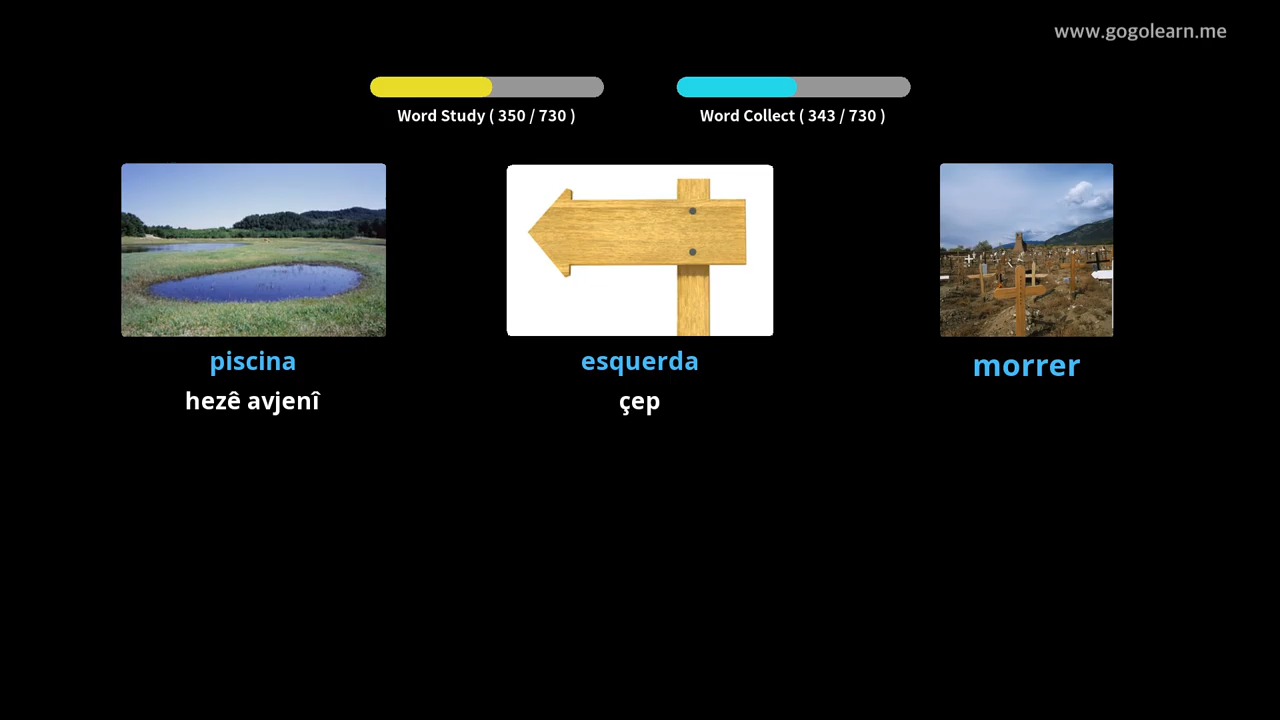 www.gogolearn.me
Word Study ( 350 / 730 )
Word Collect ( 343 / 730 )
piscina
hezê avjenî
esquerda
çep
morrer